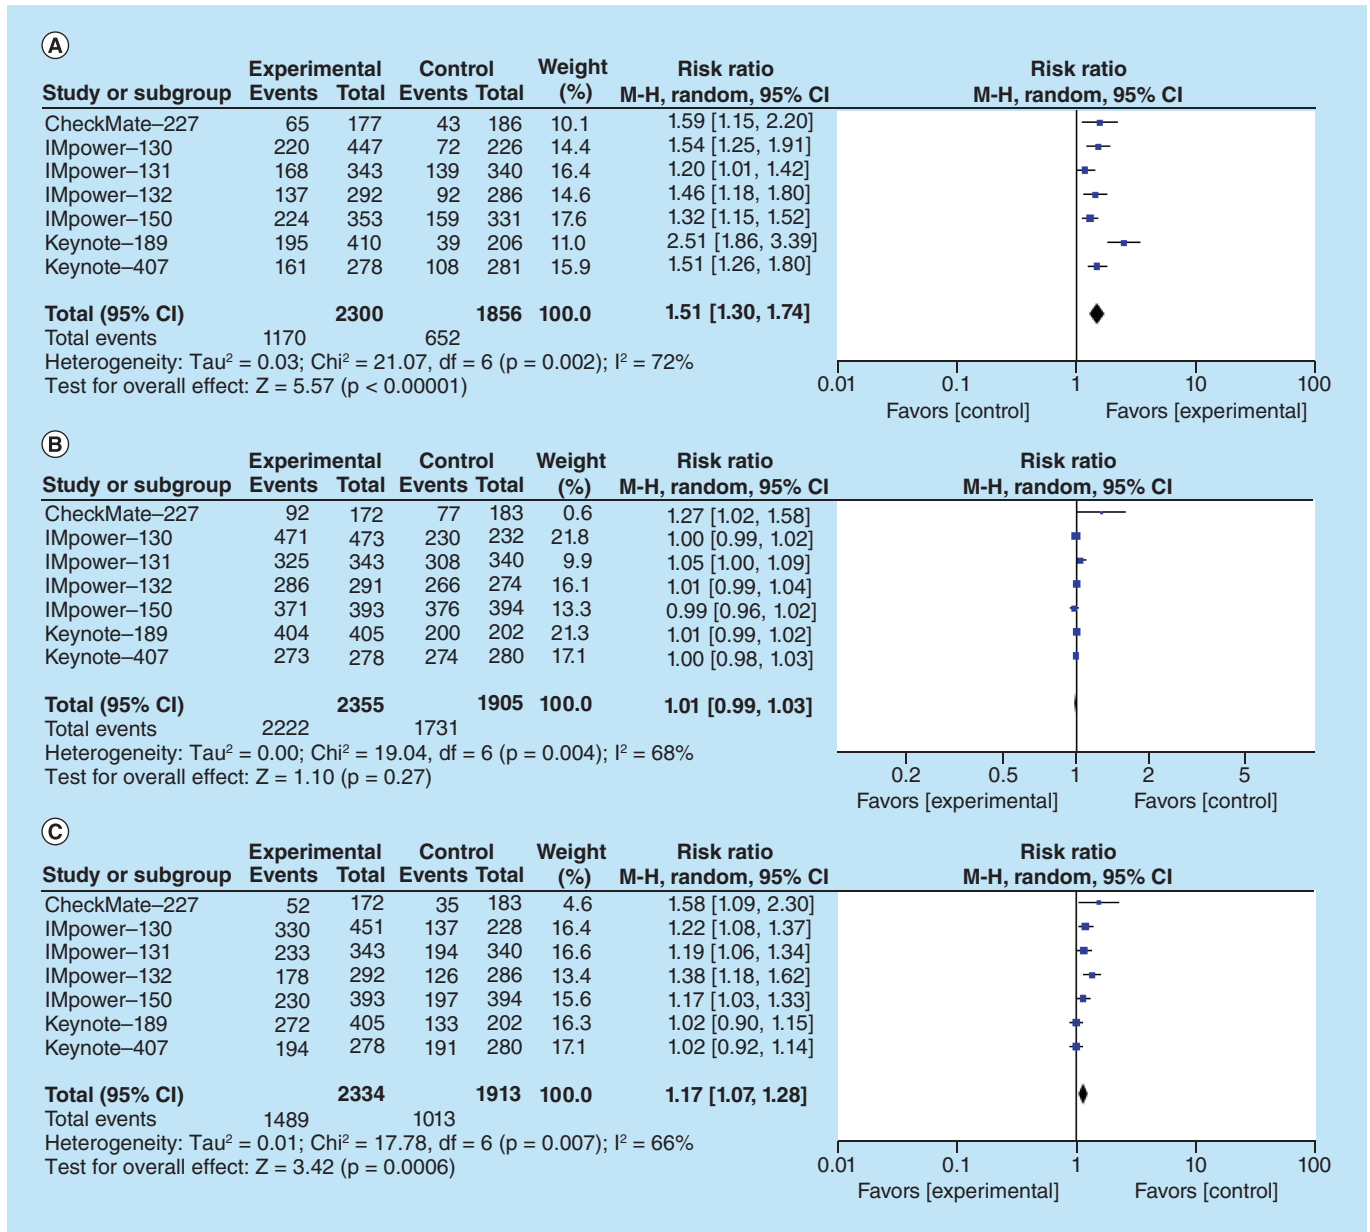 A
Experimental Control Weight Risk ratio Risk ratio
Study or subgroup Events Total Events Total (%) M-H, random, 95% CI M-H, random, 95% CI
CheckMate–227 65 177 43 186 10.1 1.59 [1.15, 2.20]
IMpower–130 220 447 72 226 14.4 1.54 [1.25, 1.91]
IMpower–131 168 343 139 340 16.4 1.20 [1.01, 1.42]
IMpower–132 137 292 92 286 14.6 1.46 [1.18, 1.80]
IMpower–150 224 353 159 331 17.6 1.32 [1.15, 1.52]
Keynote–189 195 410 39 206 11.0 2.51 [1.86, 3.39]
Keynote–407 161 278 108 281 15.9 1.51 [1.26, 1.80]
Total (95% CI) 2300 1856 100.0 1.51 [1.30, 1.74]
Total events 1170 652
Heterogeneity: Tau² = 0.03; Chi² = 21.07, df = 6 (p = 0.002); I² = 72%
Test for overall effect: Z = 5.57 (p < 0.00001)
0.01 0.1 1 10 100
Favors [control] Favors [experimental]
B
Experimental Control Weight Risk ratio Risk ratio
Study or subgroup Events Total Events Total (%) M-H, random, 95% CI M-H, random, 95% CI
CheckMate–227 92 172 77 183 0.6 1.27 [1.02, 1.58]
IMpower–130 471 473 230 232 21.8 1.00 [0.99, 1.02]
IMpower–131 325 343 308 340 9.9 1.05 [1.00, 1.09]
IMpower–132 286 291 266 274 16.1 1.01 [0.99, 1.04]
IMpower–150 371 393 376 394 13.3 0.99 [0.96, 1.02]
Keynote–189 404 405 200 202 21.3 1.01 [0.99, 1.02]
Keynote–407 273 278 274 280 17.1 1.00 [0.98, 1.03]
Total (95% CI) 2355 1905 100.0 1.01 [0.99, 1.03]
Total events 2222 1731
Heterogeneity: Tau² = 0.00; Chi² = 19.04, df = 6 (p = 0.004); I² = 68%
Test for overall effect: Z = 1.10 (p = 0.27)
0.2 0.5 1 2 5
Favors [experimental] Favors [control]
C
Experimental Control Weight Risk ratio Risk ratio
Study or subgroup Events Total Events Total (%) M-H, random, 95% CI M-H, random, 95% CI
CheckMate–227 52 172 35 183 4.6 1.58 [1.09, 2.30]
IMpower–130 330 451 137 228 16.4 1.22 [1.08, 1.37]
IMpower–131 233 343 194 340 16.6 1.19 [1.06, 1.34]
IMpower–132 178 292 126 286 13.4 1.38 [1.18, 1.62]
IMpower–150 230 393 197 394 15.6 1.17 [1.03, 1.33]
Keynote–189 272 405 133 202 16.3 1.02 [0.90, 1.15]
Keynote–407 194 278 191 280 17.1 1.02 [0.92, 1.14]
Total (95% CI) 2334 1913 100.0 1.17 [1.07, 1.28]
Total events 1489 1013
Heterogeneity: Tau² = 0.01; Chi² = 17.78, df = 6 (p = 0.007); I² = 66%
Test for overall effect: Z = 3.42 (p = 0.0006)
0.01 0.1 1 10 100
Favors [experimental] Favors [control]